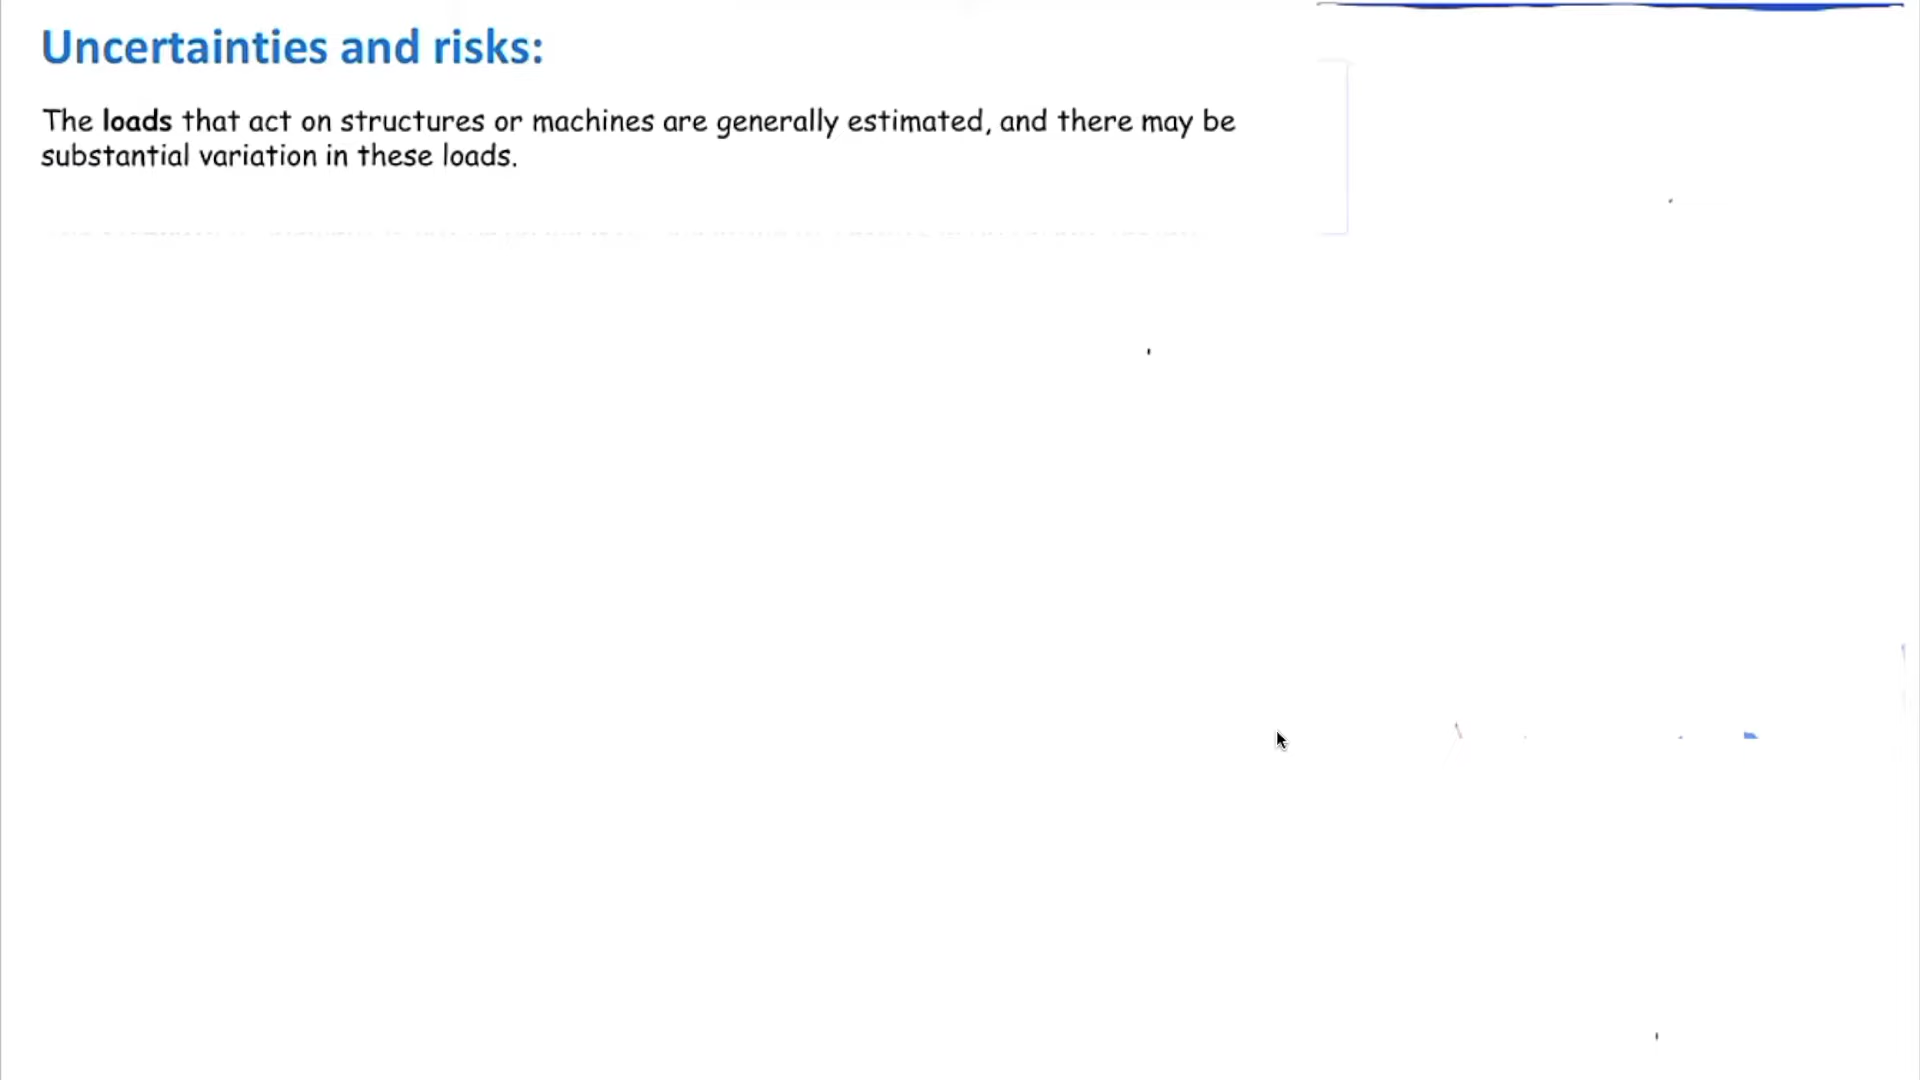 Uncertainties and risks:
The loads that act on structures or machines are generally estimated, and there may be
substantial variation in these loads.